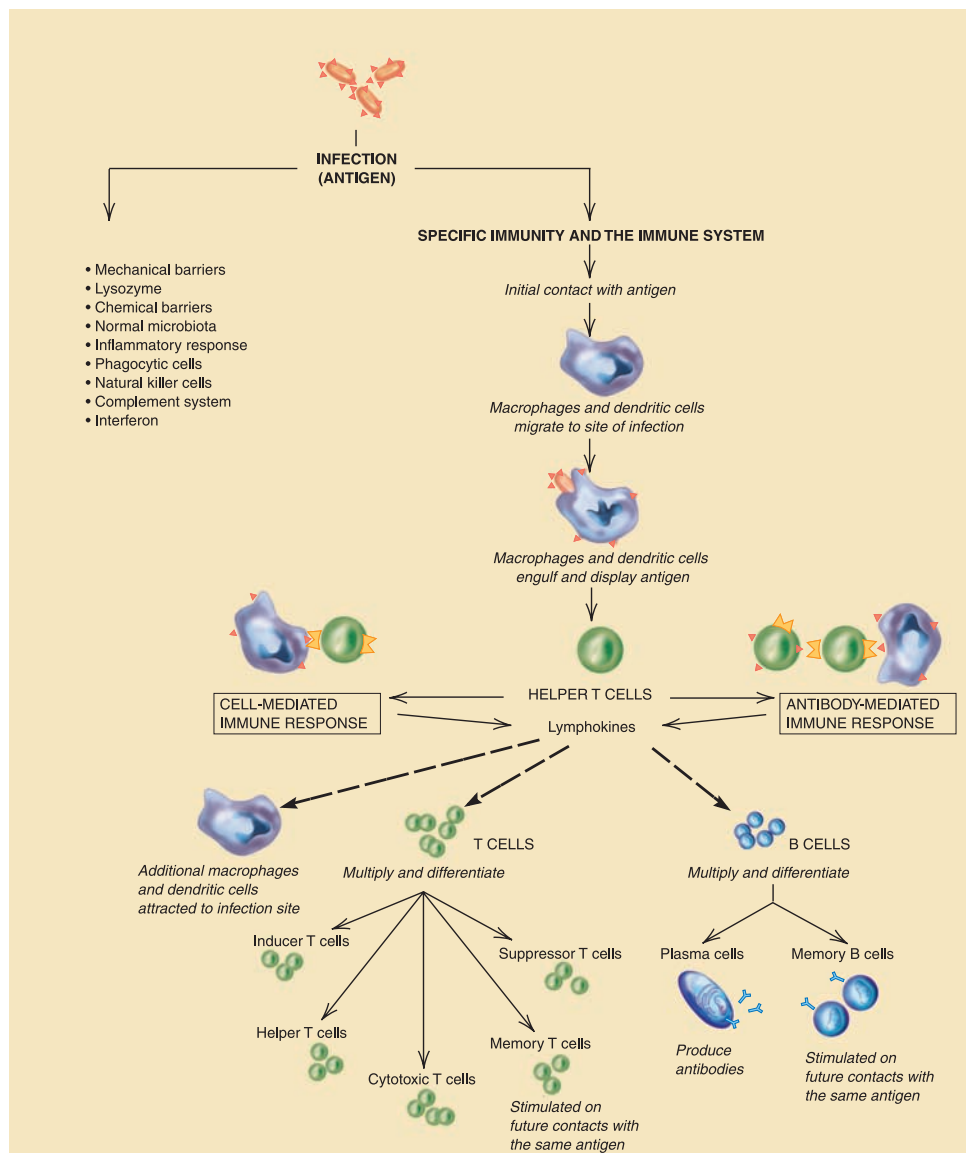 INFECTION
(ANTIGEN)
SPECIFIC IMMUNITY AND THE IMMUNE SYSTEM
• Mechanical barriers
• Lysozyme
• Chemical barriers
• Normal microbiota
• Inflammatory response
• Phagocytic cells
• Natural killer cells
• Complement system
• Interferon
Initial contact with antigen
Macrophages and dendritic cells
migrate to site of infection
Macrophages and dendritic cells
engulf and display antigen
HELPER T CELLS
CELL-MEDIATED
IMMUNE RESPONSE
ANTIBODY-MEDIATED
IMMUNE RESPONSE
Lymphokines
Additional macrophages
and dendritic cells
attracted to infection site
T CELLS
Multiply and differentiate
B CELLS
Multiply and differentiate
Inducer T cells
Suppressor T cells
Helper T cells
Memory T cells
Cytotoxic T cells
Stimulated on
future contacts with
the same antigen
Plasma cells
Memory B cells
Produce
antibodies
Stimulated on
future contacts with
the same antigen